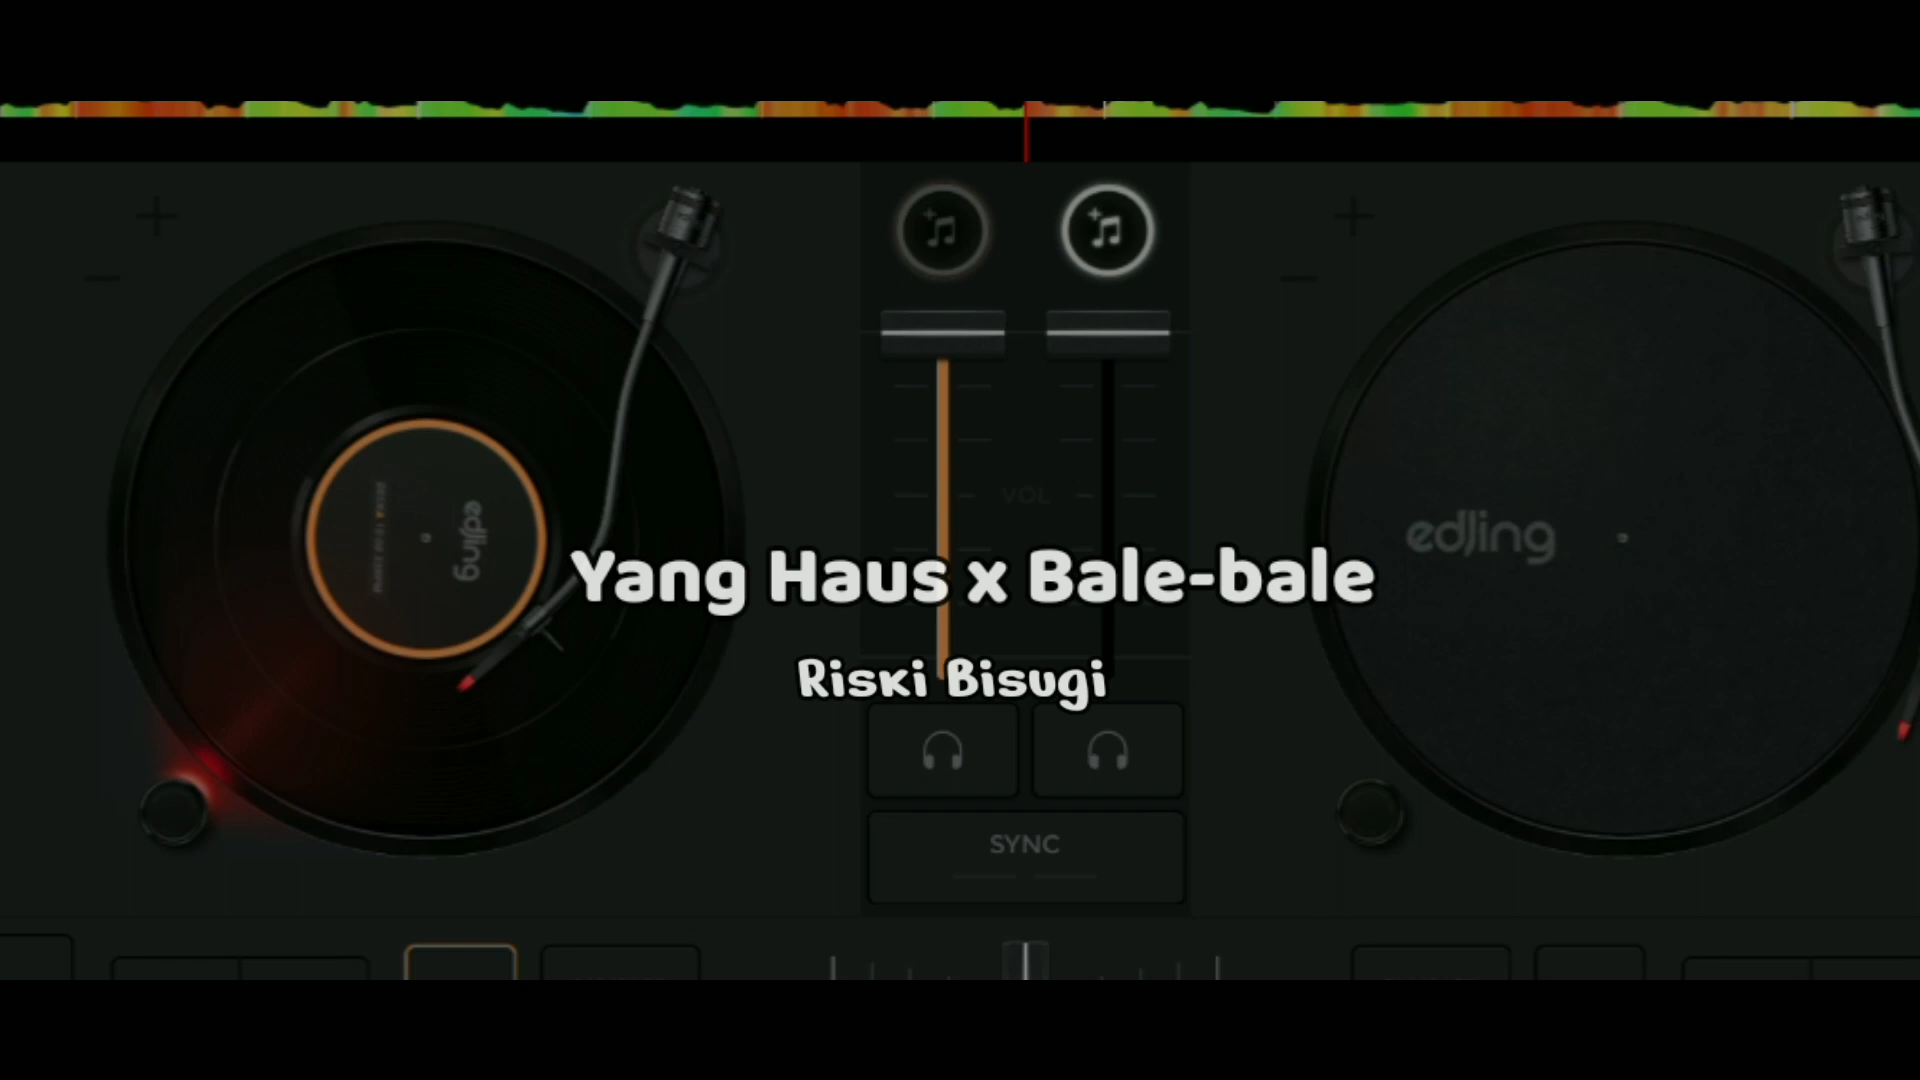 VOL
edJing
edJing
Yang Haus x Bale-bale
Riski Bisugi
SYNC